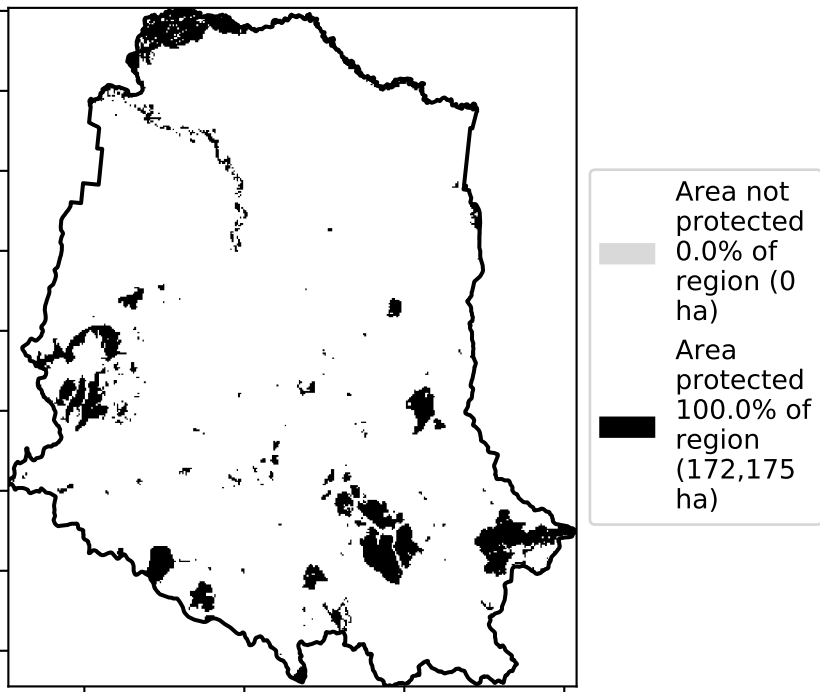 Area not
protected
0.0% of
region (0
ha)
Area
protected
100.0% of
region
(172,175
ha)